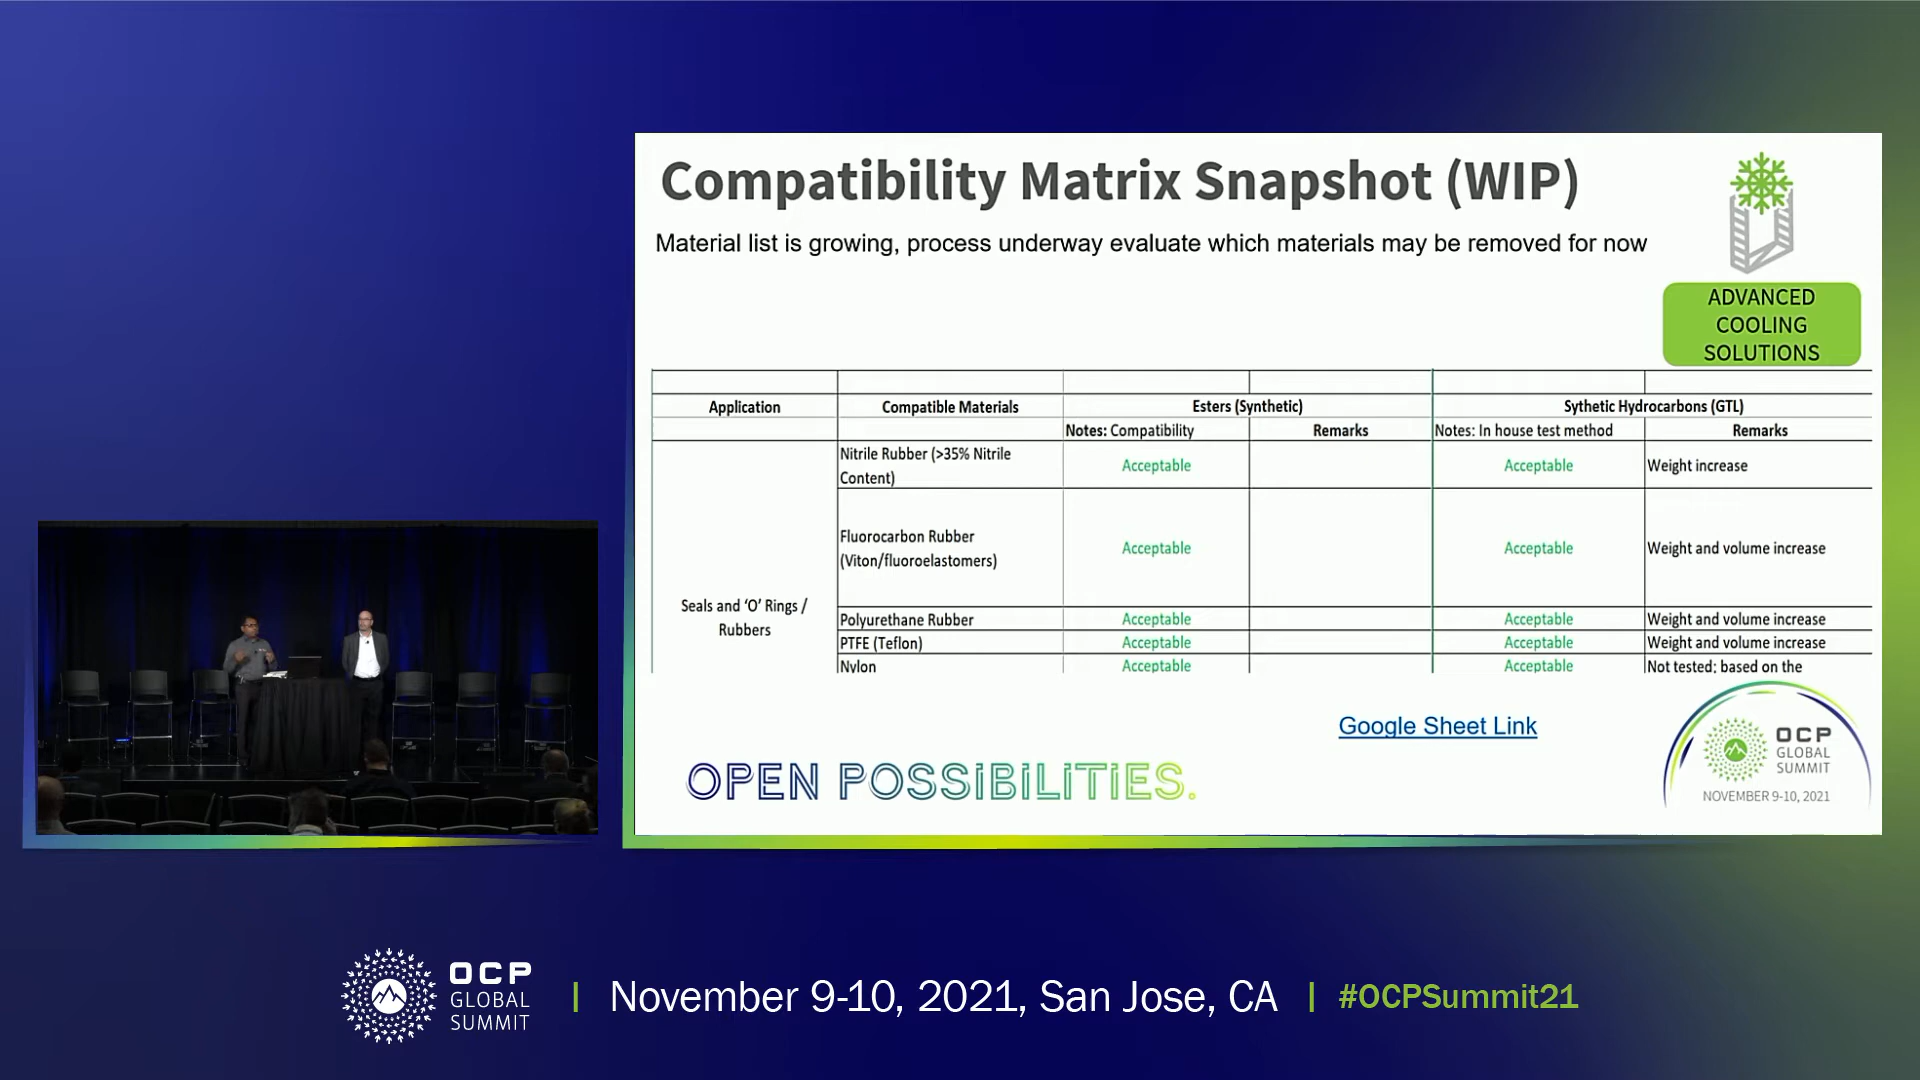 Compatibility Matrix Snapshot (WIP)
Material list is growing, process underway evaluate which materials may be removed for now
ADVANCED
COOLING
SOLUTIONS
Application
Compatible Materials
Esters (Synthetic)
Sythetic Hydrocarbons (GTL)
Notes: Compatibility
Remarks
Notes: In house test method
Remarks
Seals and ‘O’ Rings /
Rubbers
Nitrile Rubber (>35% Nitrile
Content)
Acceptable
Acceptable
Weight increase
Fluorocarbon Rubber
(Viton/fluoroelastomers)
Acceptable
Acceptable
Weight and volume increase
Polyurethane Rubber
Acceptable
Acceptable
Weight and volume increase
PTFE (Teflon)
Acceptable
Acceptable
Weight and volume increase
Nylon
Acceptable
Acceptable
Not tested; based on the
Google Sheet Link
OPEN POSSIBILITIES.
OCP
GLOBAL
SUMMIT
NOVEMBER 9-10, 2021
OCP
GLOBAL
SUMMIT
November 9-10, 2021, San Jose, CA
#OCPSummit21